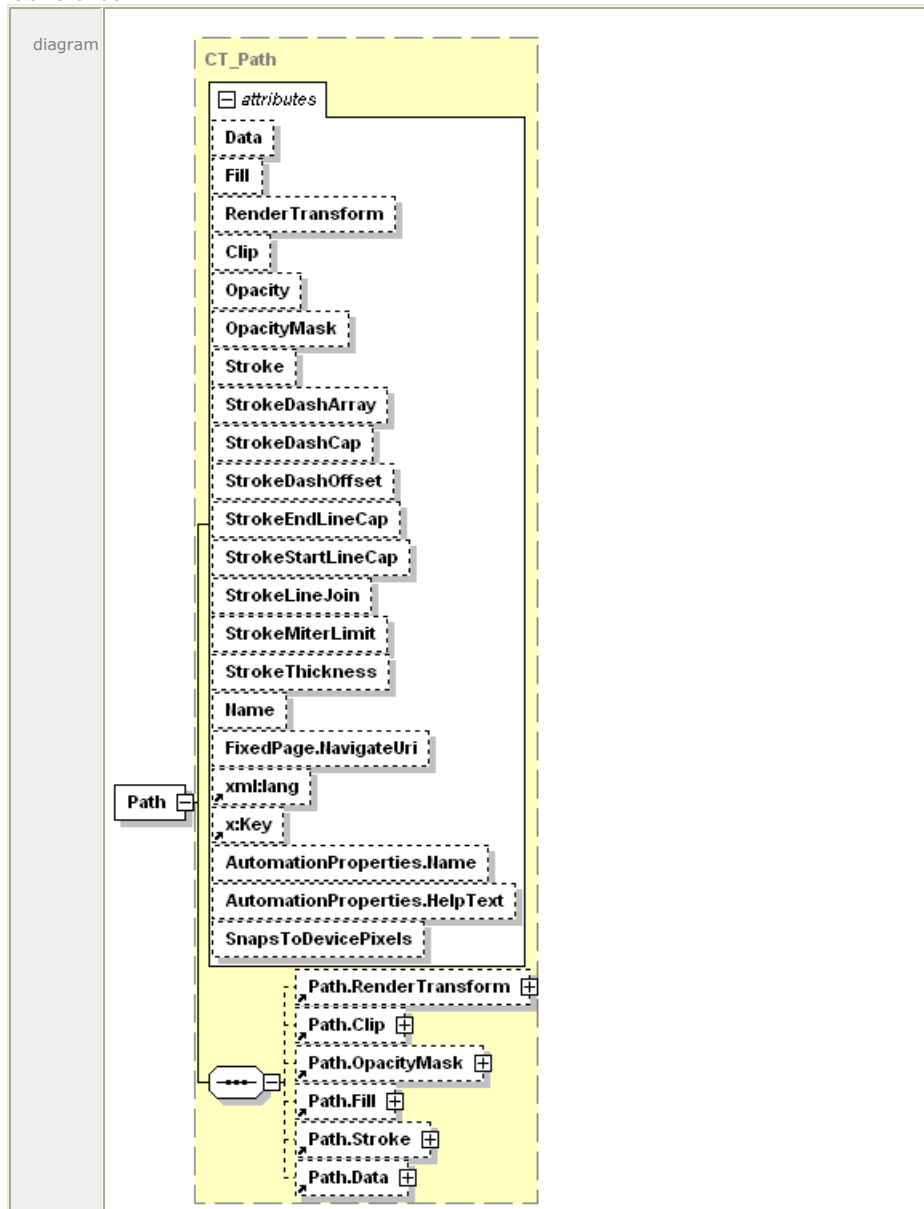 diagram
CT_Path
attributes
Data
Fill
RenderTransform
Clip
Opacity
OpacityMask
Stroke
StrokeDashArray
StrokeDashCap
StrokeDashOffset
StrokeEndLineCap
StrokeStartLineCap
StrokeLineJoin
StrokeMiterLimit
StrokeThickness
Name
FixedPage.NavigateUri
xml:lang
Path
x:Key
AutomationProperties.Name
AutomationProperties.HelpText
SnapsToDevicePixels
Path.RenderTransform
Path.Clip
Path.OpacityMask
Path.Fill
Path.Stroke
Path.Data